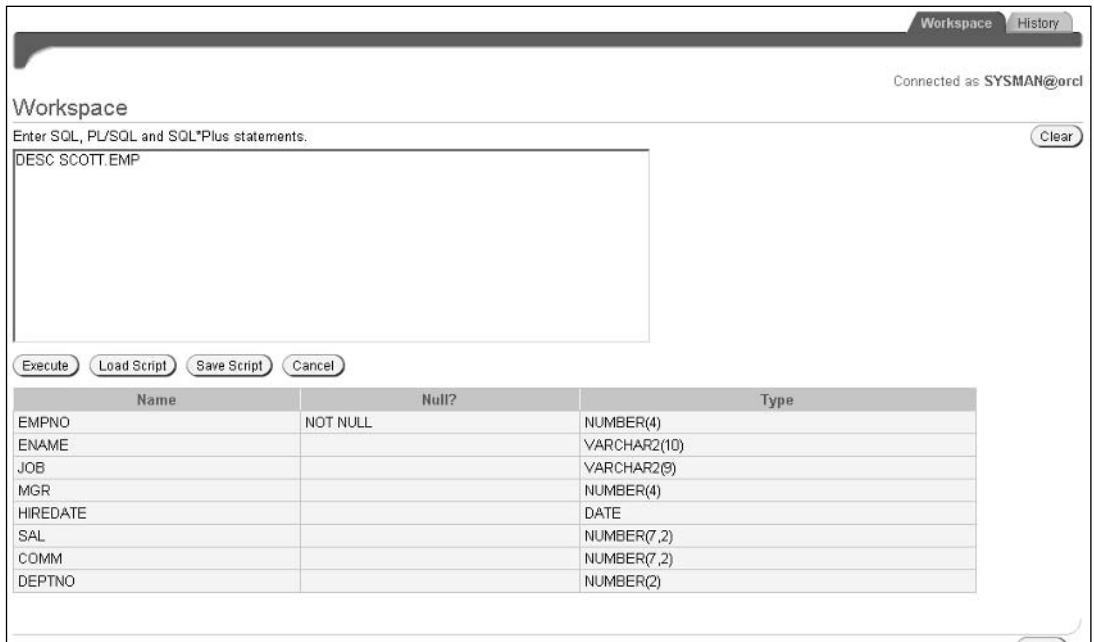 Workspace History
Connected as SYSMAN@orcl
Workspace
Enter SQL, PL/SQL and SQL*Plus statements.
Clear
DESC SCOTT.EMP
Execute Load Script Save Script Cancel
Name Null? Type
EMPNO NOT NULL NUMBER(4)
ENAME VARCHAR2(10)
JOB VARCHAR2(9)
MGR NUMBER(4)
HIREDATE DATE
SAL NUMBER(7,2)
COMM NUMBER(7,2)
DEPTNO NUMBER(2)